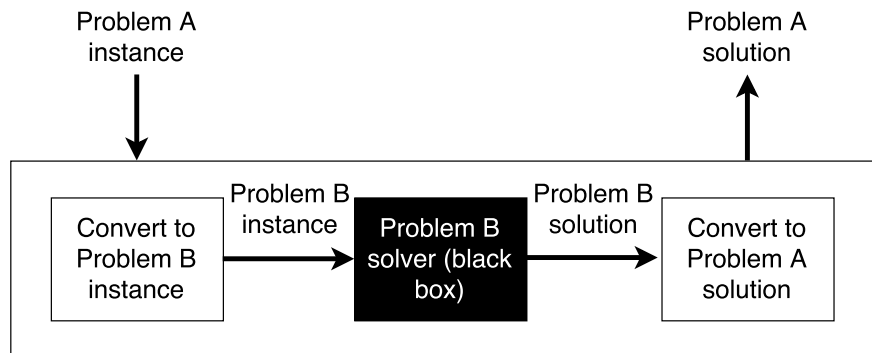 Problem A
instance
Problem A
solution
Convert to
Problem B
instance
Problem B
instance
Problem B
solver (black
box)
Problem B
solution
Convert to
Problem A
solution